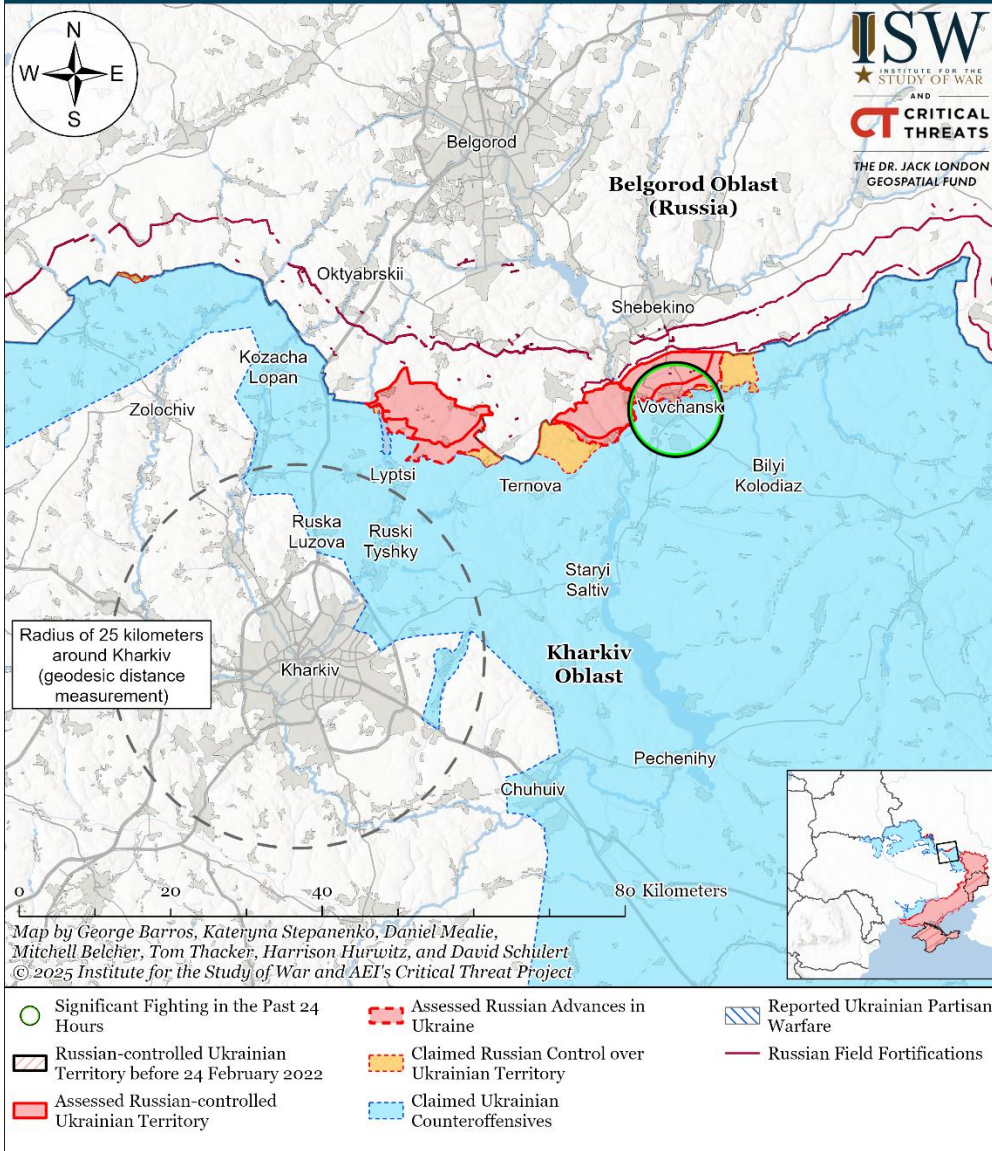 N
W E
S
ISW
INSTITUTE FOR THE
STUDY OF WAR
AND
CT CRITICAL
THREATS
THE DR. JACK LONDON
GEOSPATIAL FUND
Belgorod
Belgorod Oblast
(Russia)
Oktyabrskii
Shebekino
Kozacha
Lopan
Zolochiv
Vovchansk
Lyptsi
Ternova
Bilyi
Kolodiaz
Ruska
Luzova
Ruski
Tyshky
Staryi
Saltiv
Radius of 25 kilometers
around Kharkiv
(geodesic distance
measurement)
Kharkiv
Kharkiv
Oblast
Pechenihy
Chuhuiv
0 20 40 80 Kilometers
Map by George Barros, Kateryna Stepanenko, Daniel Mealie,
Mitchell Belcher, Tom Thacker, Harrison Hurwitz, and David Schulert
© 2025 Institute for the Study of War and AEI's Critical Threat Project
Significant Fighting in the Past 24
Hours
Russian-controlled Ukrainian
Territory before 24 February 2022
Assessed Russian-controlled
Ukrainian Territory
Assessed Russian Advances in
Ukraine
Claimed Russian Control over
Ukrainian Territory
Claimed Ukrainian
Counteroffensives
Reported Ukrainian Partisan
Warfare
Russian Field Fortifications